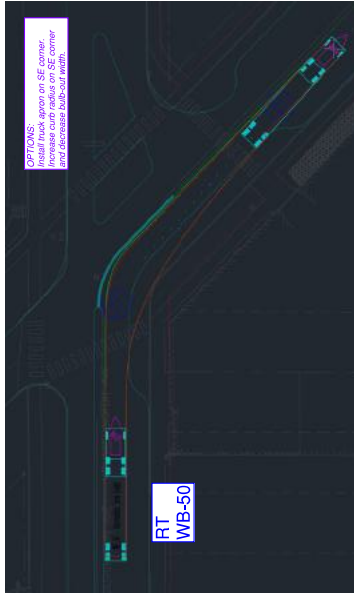 OPTIONS:
Install truck apron on SE corner.
Increase curb radius on SE corner
and decrease bulb-out width.
RT
WB-50